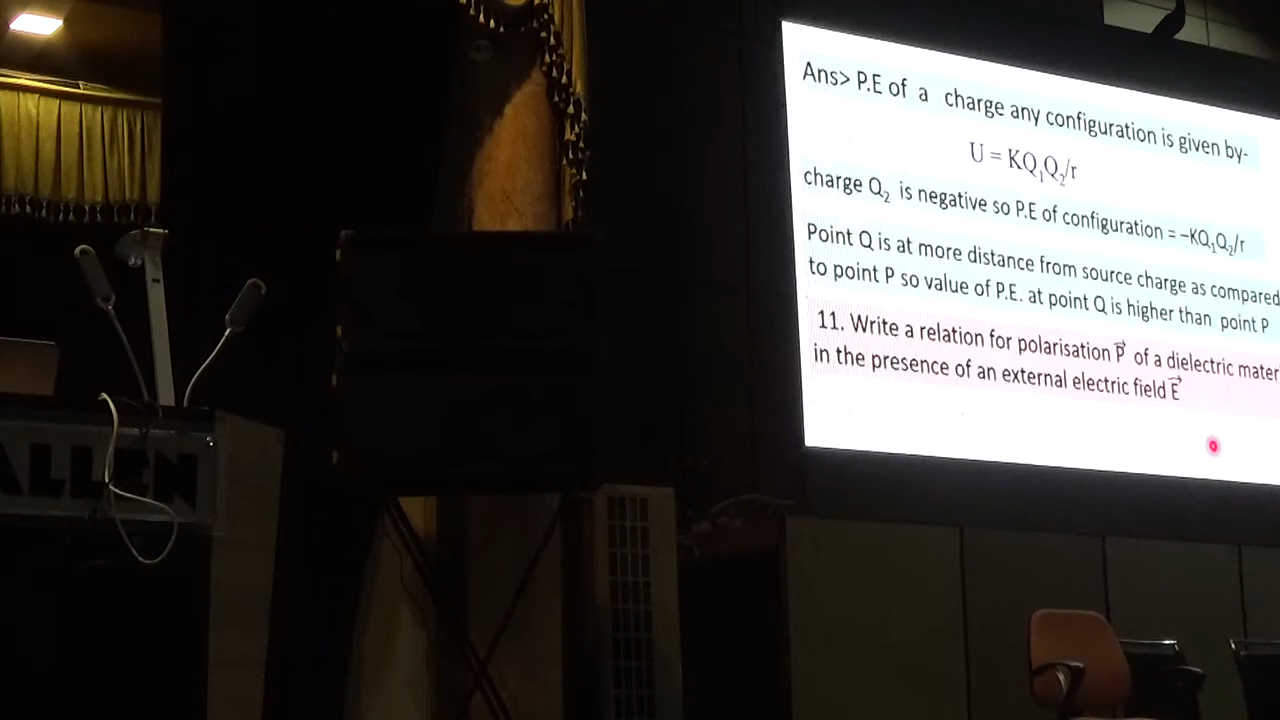 Ans> P.E of a charge any configuration is given by-
U = KQ₁Q₂/r
charge Q₂ is negative so P.E of configuration = –KQ₁Q₂/r
Point Q is at more distance from source charge as compared
to point P so value of P.E. at point Q is higher than point P
11. Write a relation for polarisation P⃗ of a dielectric mater
in the presence of an external electric field E⃗
ALLEN